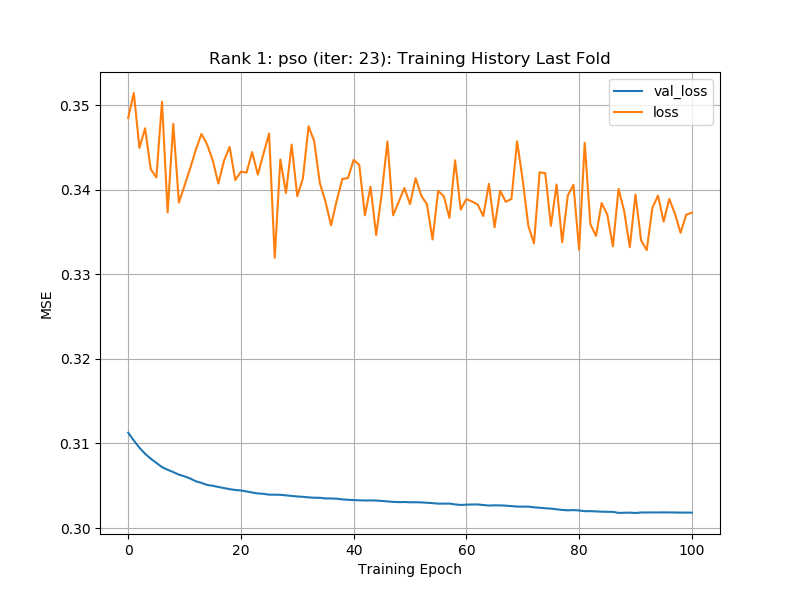 Rank 1: pso (iter: 23): Training History Last Fold
val_loss
loss
0.35
0.34
0.33
0.32
0.31
0.30
MSE
0 20 40 60 80 100
Training Epoch